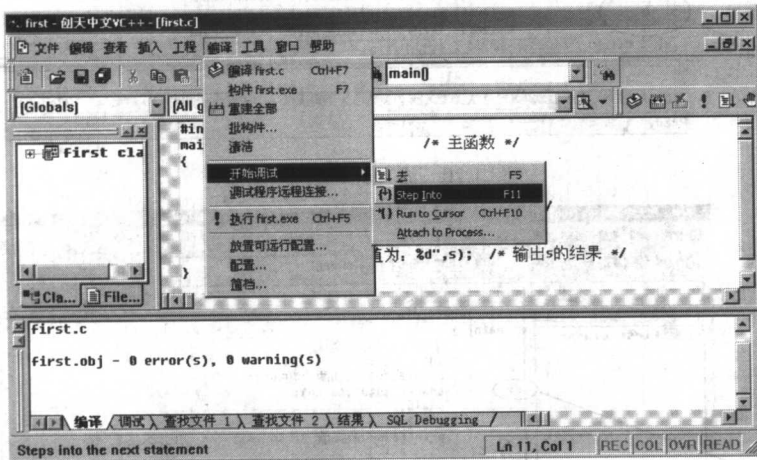 first - 创天中文VC++ - [first.c]
文件 编辑 查看 插入 工程 编译 工具 窗口 帮助
main()
[Globals]
[All g
编译 first.c Ctrl+F7
构件 first.exe F7
重建全部
批构件...
清洁
开始调试
调试程序远程连接...
执行 first.exe Ctrl+F5
放置可远行配置...
配置...
简档...
去 F5
Step Into F11
Run to Cursor Ctrl+F10
Attach to Process...
first cla
Cla... File...
#in
mai /* 主函数 */
{
*/
值为: %d",s); /* 输出s的结果 */
}
first.c
first.obj - 0 error(s), 0 warning(s)
编译 调试 查找文件 1 查找文件 2 结果 SQL Debugging
Steps into the next statement
Ln 11, Col 1 REC COL OVR READ